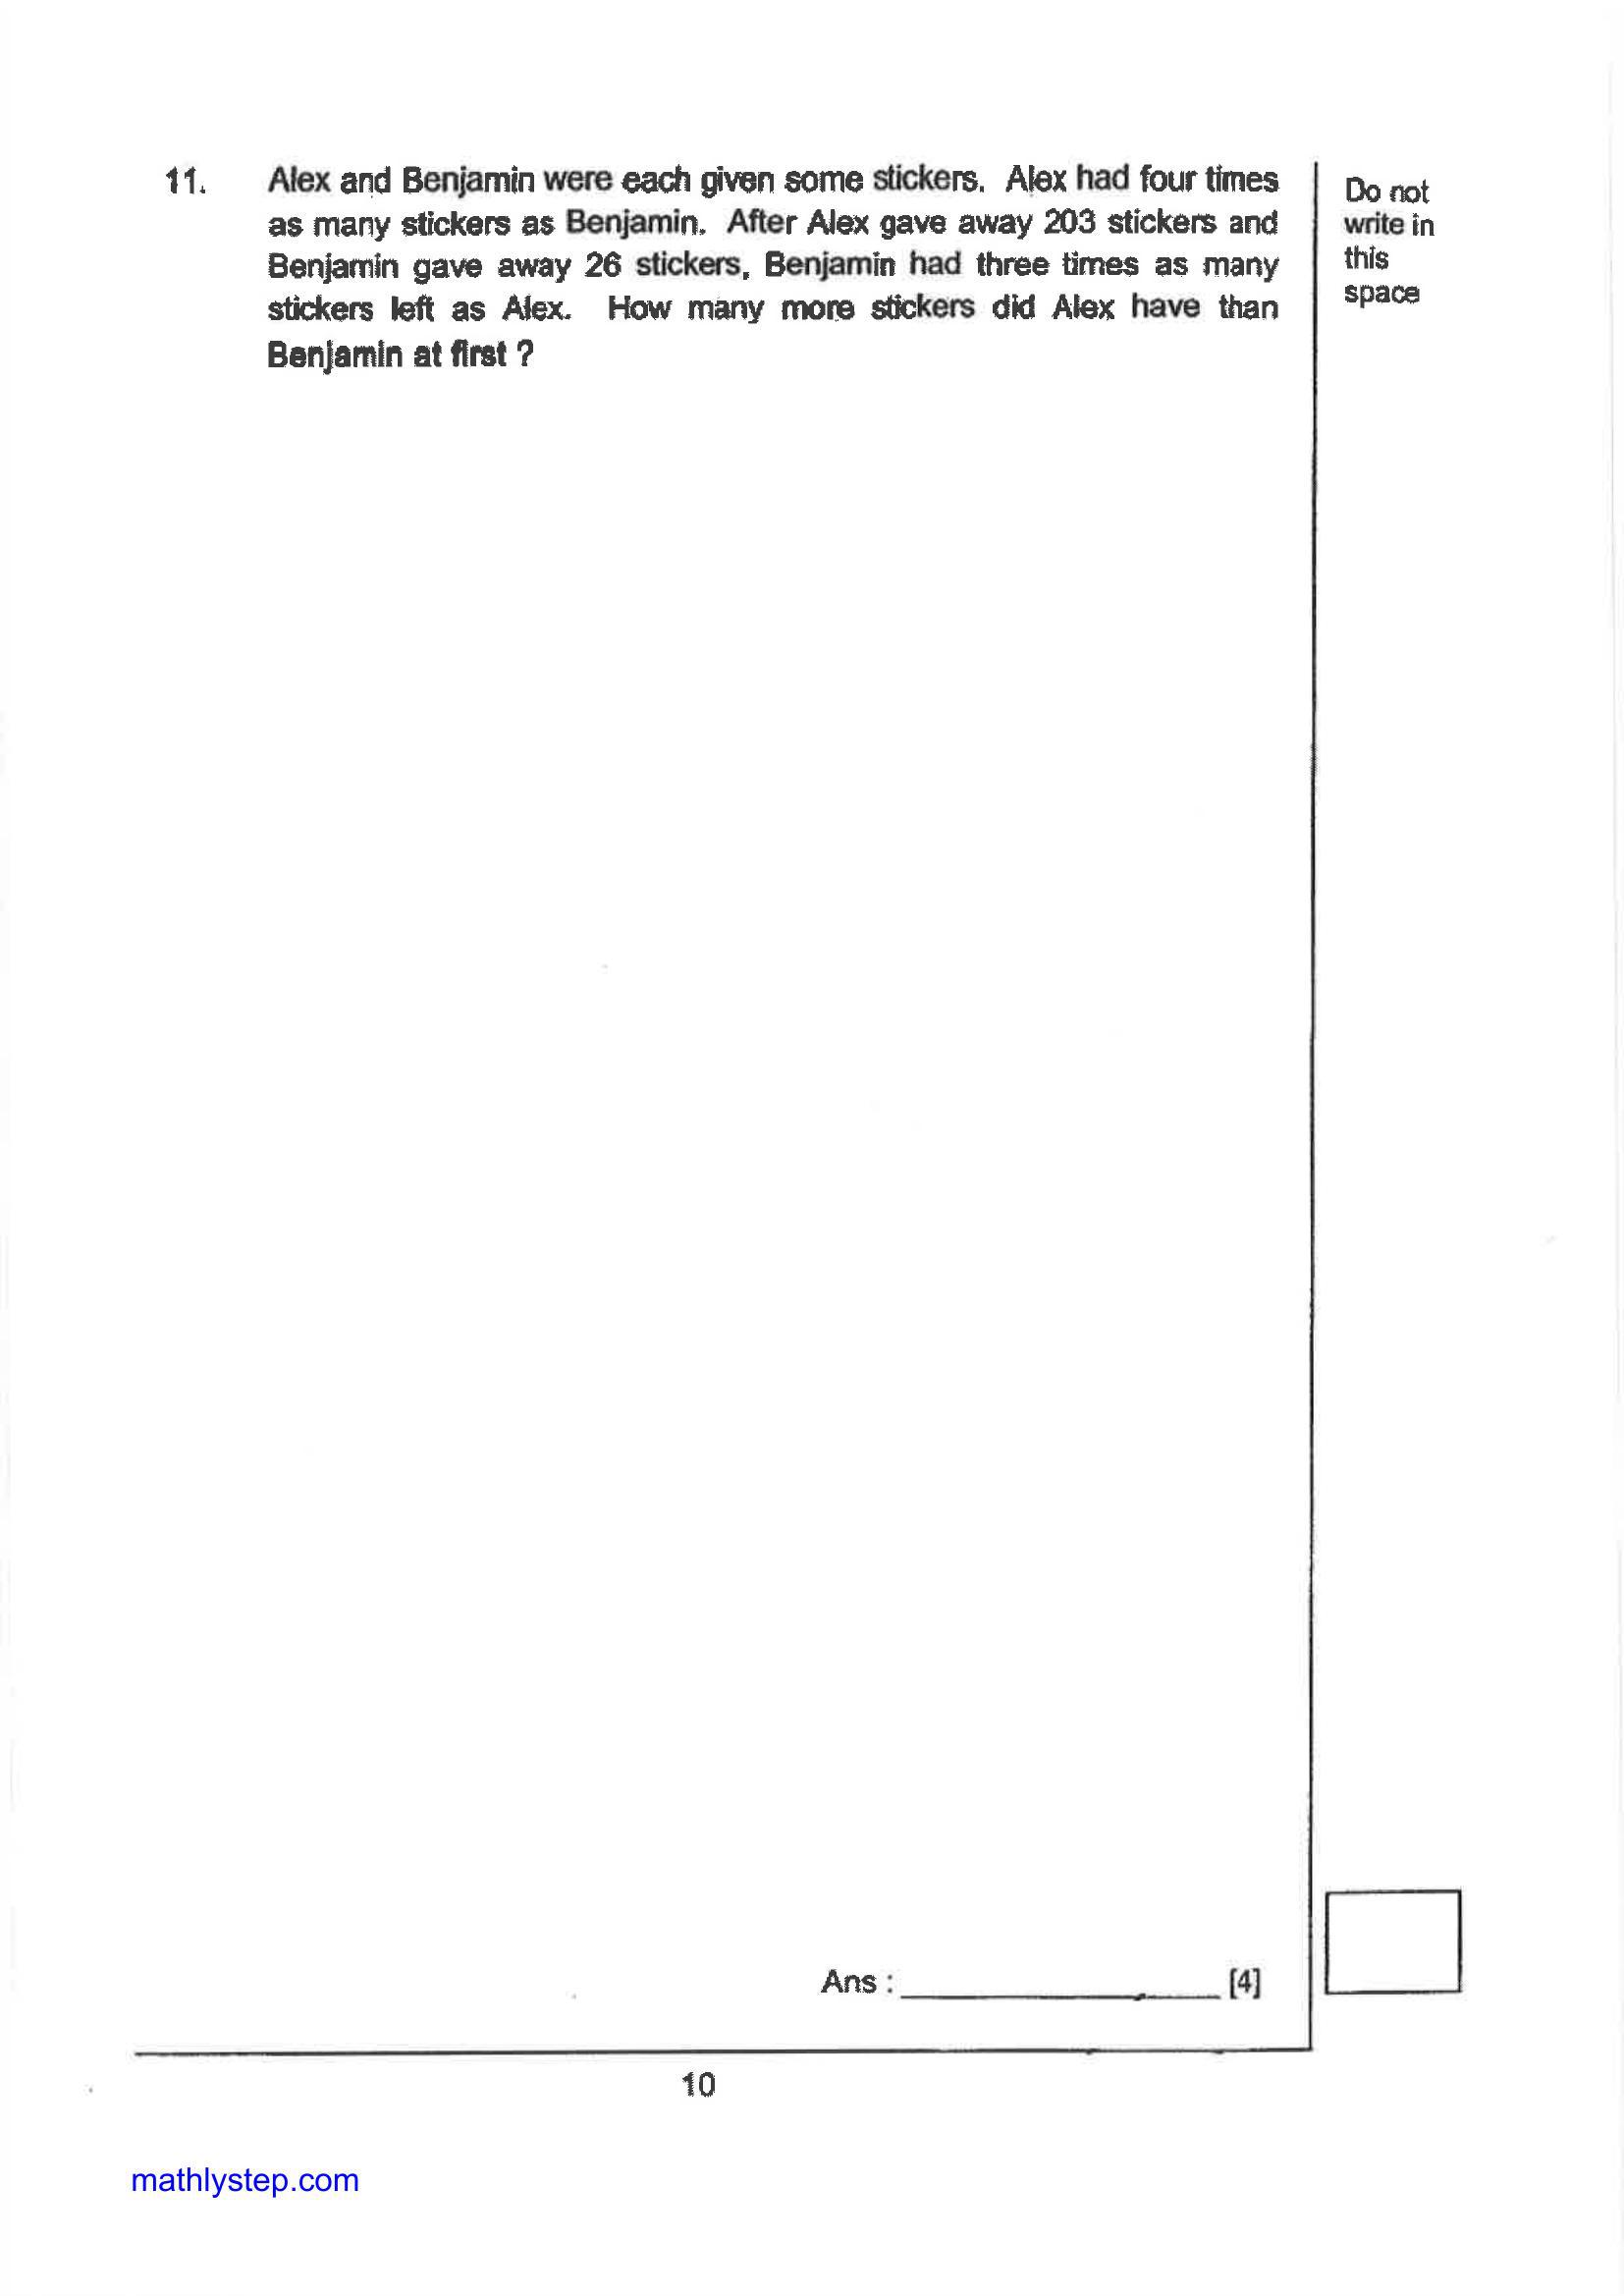 11. Alex and Benjamin were each given some stickers. Alex had four times
as many stickers as Benjamin. After Alex gave away 203 stickers and
Benjamin gave away 26 stickers, Benjamin had three times as many
stickers left as Alex. How many more stickers did Alex have than
Benjamin at first ?
Do not
write in
this
space
Ans : [4]
10
mathlystep.com